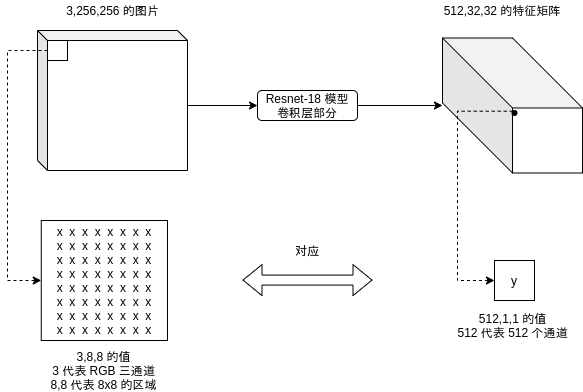 3,256,256 的图片
512,32,32 的特征矩阵
Resnet-18 模型
卷积层部分
x x x x x x x x
x x x x x x x x
x x x x x x x x
x x x x x x x x
x x x x x x x x
x x x x x x x x
x x x x x x x x
x x x x x x x x
对应
y
3,8,8 的值
3 代表 RGB 三通道
8,8 代表 8x8 的区域
512,1,1 的值
512 代表 512 个通道